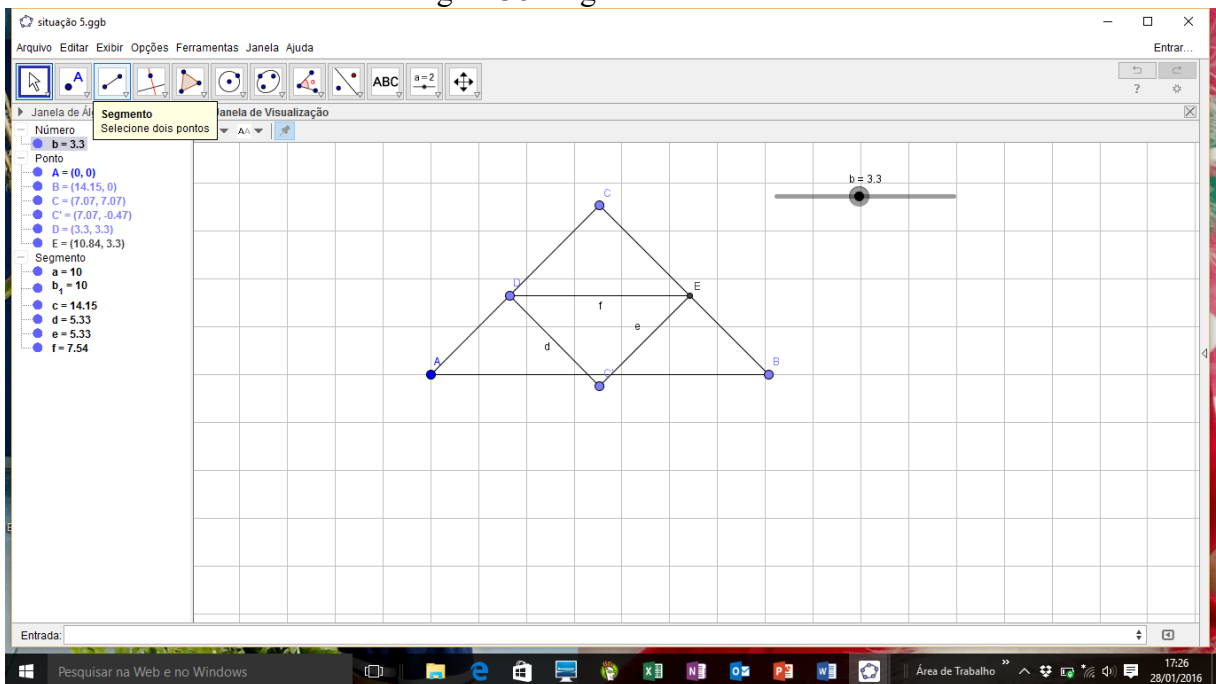 situação 5.ggb
Arquivo Editar Exibir Opções Ferramentas Janela Ajuda
Entrar...
A
ABC
a=2
Janela de Ál
Janela de Visualização
Segmento
Selecione dois pontos
AA
?
Número
b = 3.3
Ponto
A = (0, 0)
B = (14.15, 0)
C = (7.07, 7.07)
C' = (7.07, -0.47)
D = (3.3, 3.3)
E = (10.84, 3.3)
Segmento
a = 10
b₁ = 10
c = 14.15
d = 5.33
e = 5.33
f = 7.54
b = 3.3
C
D
E
f
e
d
A
C'
B
Entrada:
Pesquisar na Web e no Windows
Área de Trabalho
17:26
28/01/2016